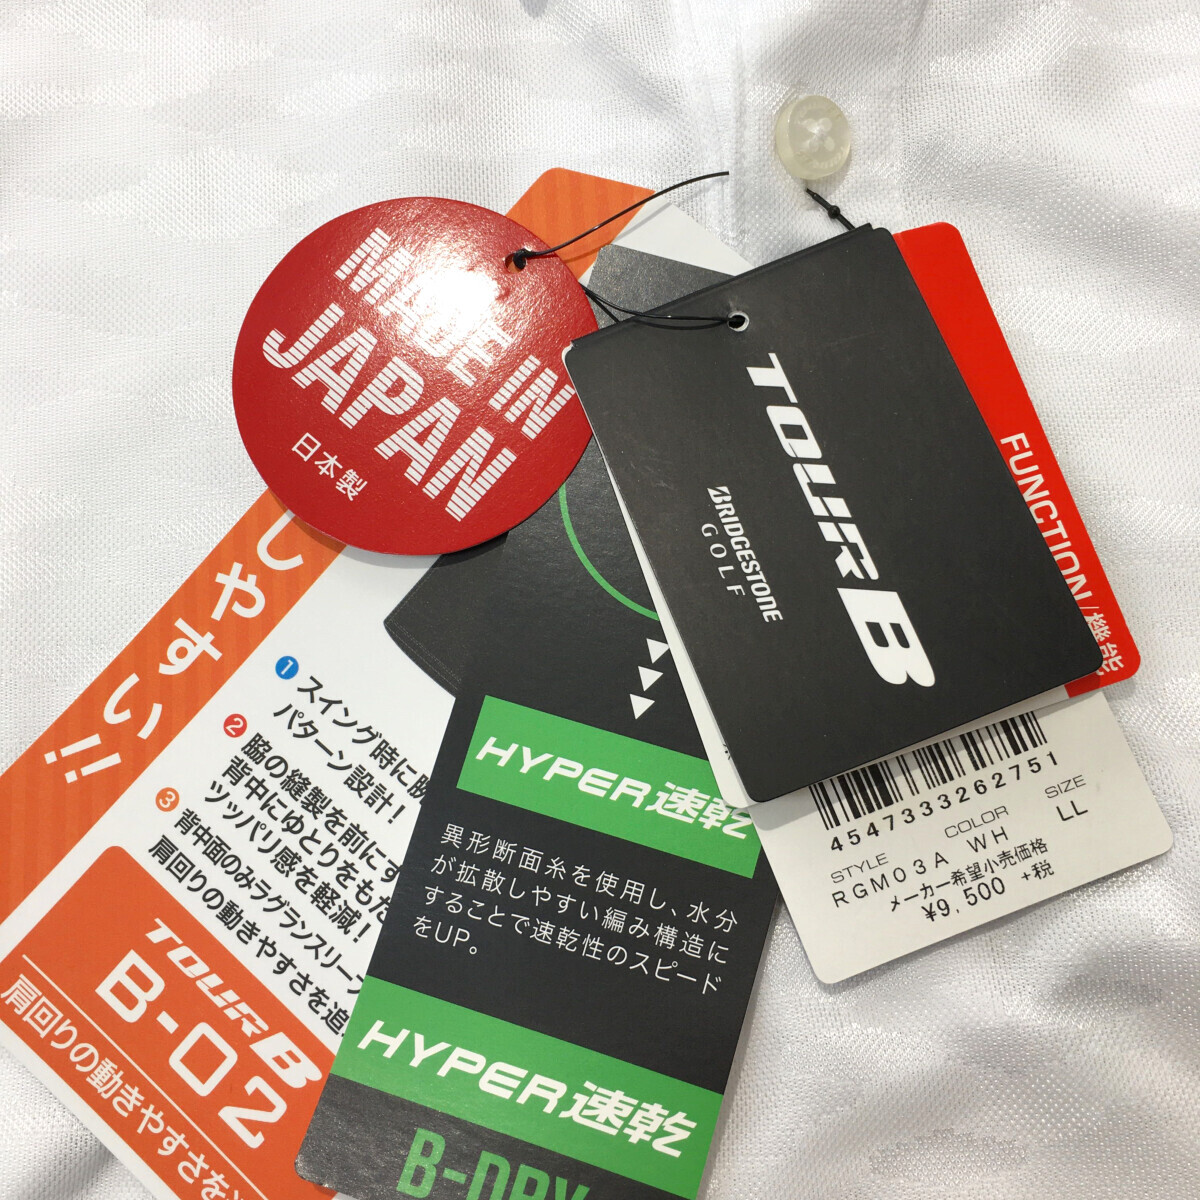 MADE IN
JAPAN
日本製
TOUR B
BRIDGESTONE
GOLF
FUNCTION/機能
4547333262751
STYLE
COLOR
SIZE
RGM03A
WH
LL
メーカー希望小売価格
¥9,500
+税
しやすい!!
1 スイング時に
パターン設計!
2 脇の縫製を前にす
背中にゆとりをもた
ツッパリ感を軽減!
3 背中面のみラグランスリーブ
肩回りの動きやすさを追
TOUR B
B-02
肩回りの動きやすさを
HYPER速乾
異形断面糸を使用し、水分
が拡散しやすい編み構造に
することで速乾性のスピード
をUP。
HYPER速乾
B-DRY